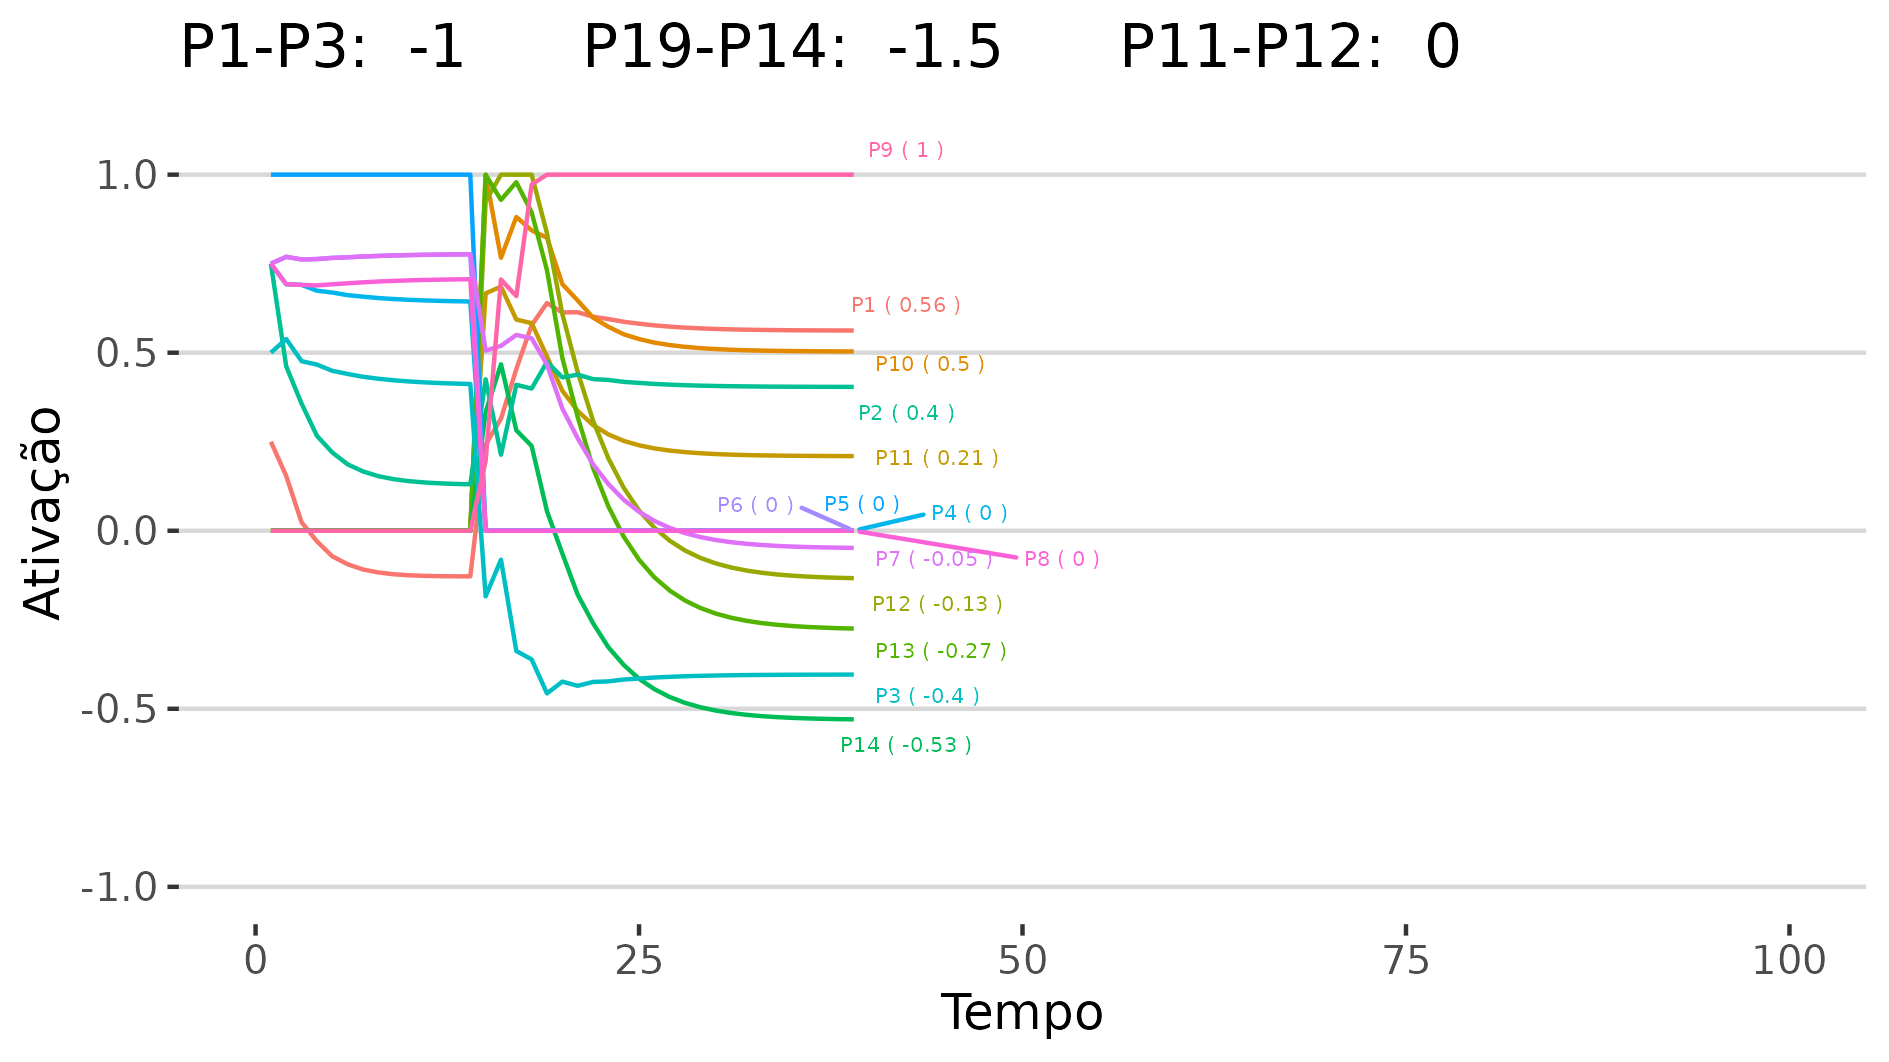 P1-P3: -1 P19-P14: -1.5 P11-P12: 0
P9 ( 1 )
1.0
P1 ( 0.56 )
0.5
P10 ( 0.5 )
P2 ( 0.4 )
P11 ( 0.21 )
P6 ( 0 ) P5 ( 0 ) P4 ( 0 )
0.0
P7 ( -0.05 ) P8 ( 0 )
P12 ( -0.13 )
P13 ( -0.27 )
P3 ( -0.4 )
-0.5
P14 ( -0.53 )
-1.0
Ativação
0 25 50 75 100
Tempo